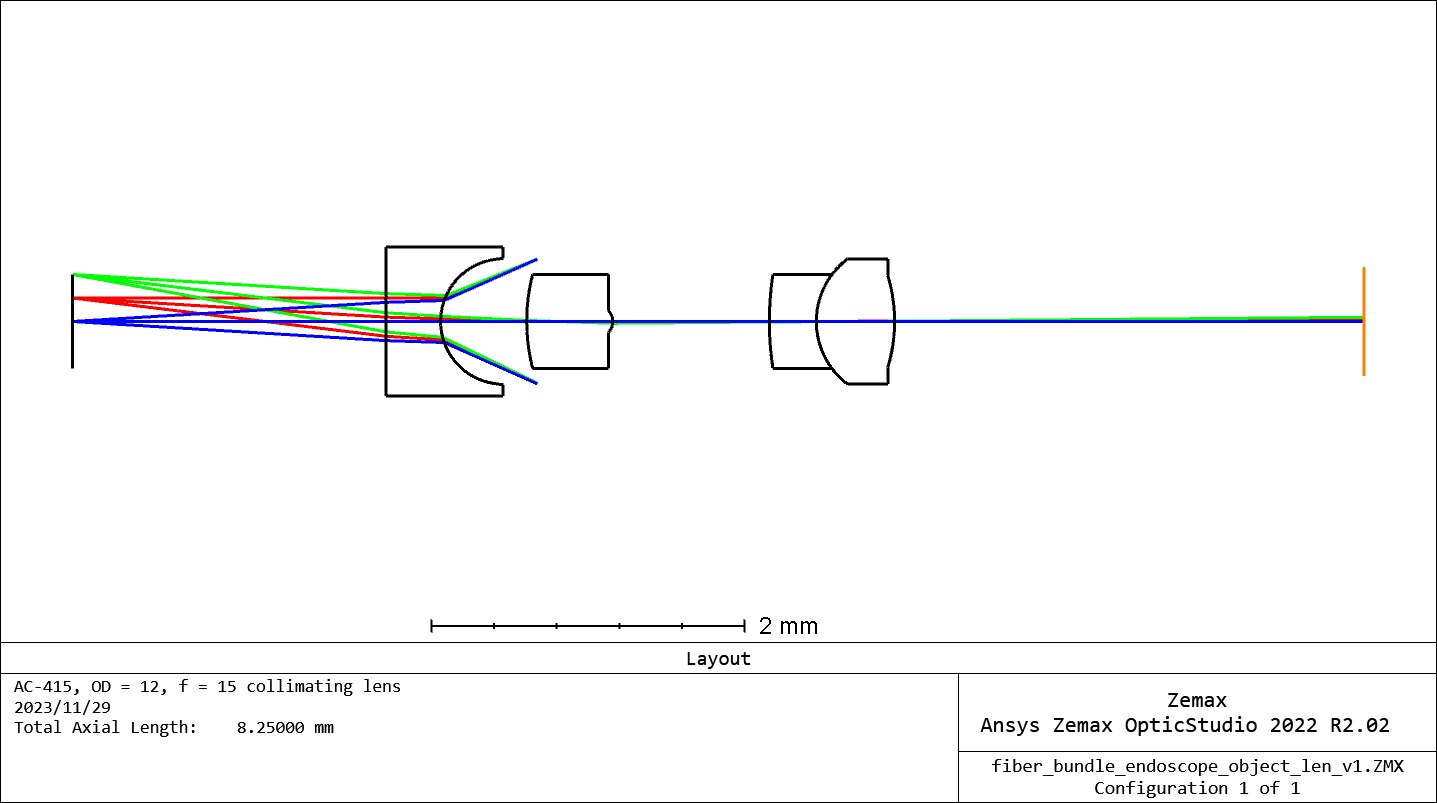 2 mm
Layout
AC-415, OD = 12, f = 15 collimating lens
2023/11/29
Total Axial Length:    8.25000 mm
Zemax
Ansys Zemax OpticStudio 2022 R2.02
fiber_bundle_endoscope_object_len_v1.ZMX
Configuration 1 of 1